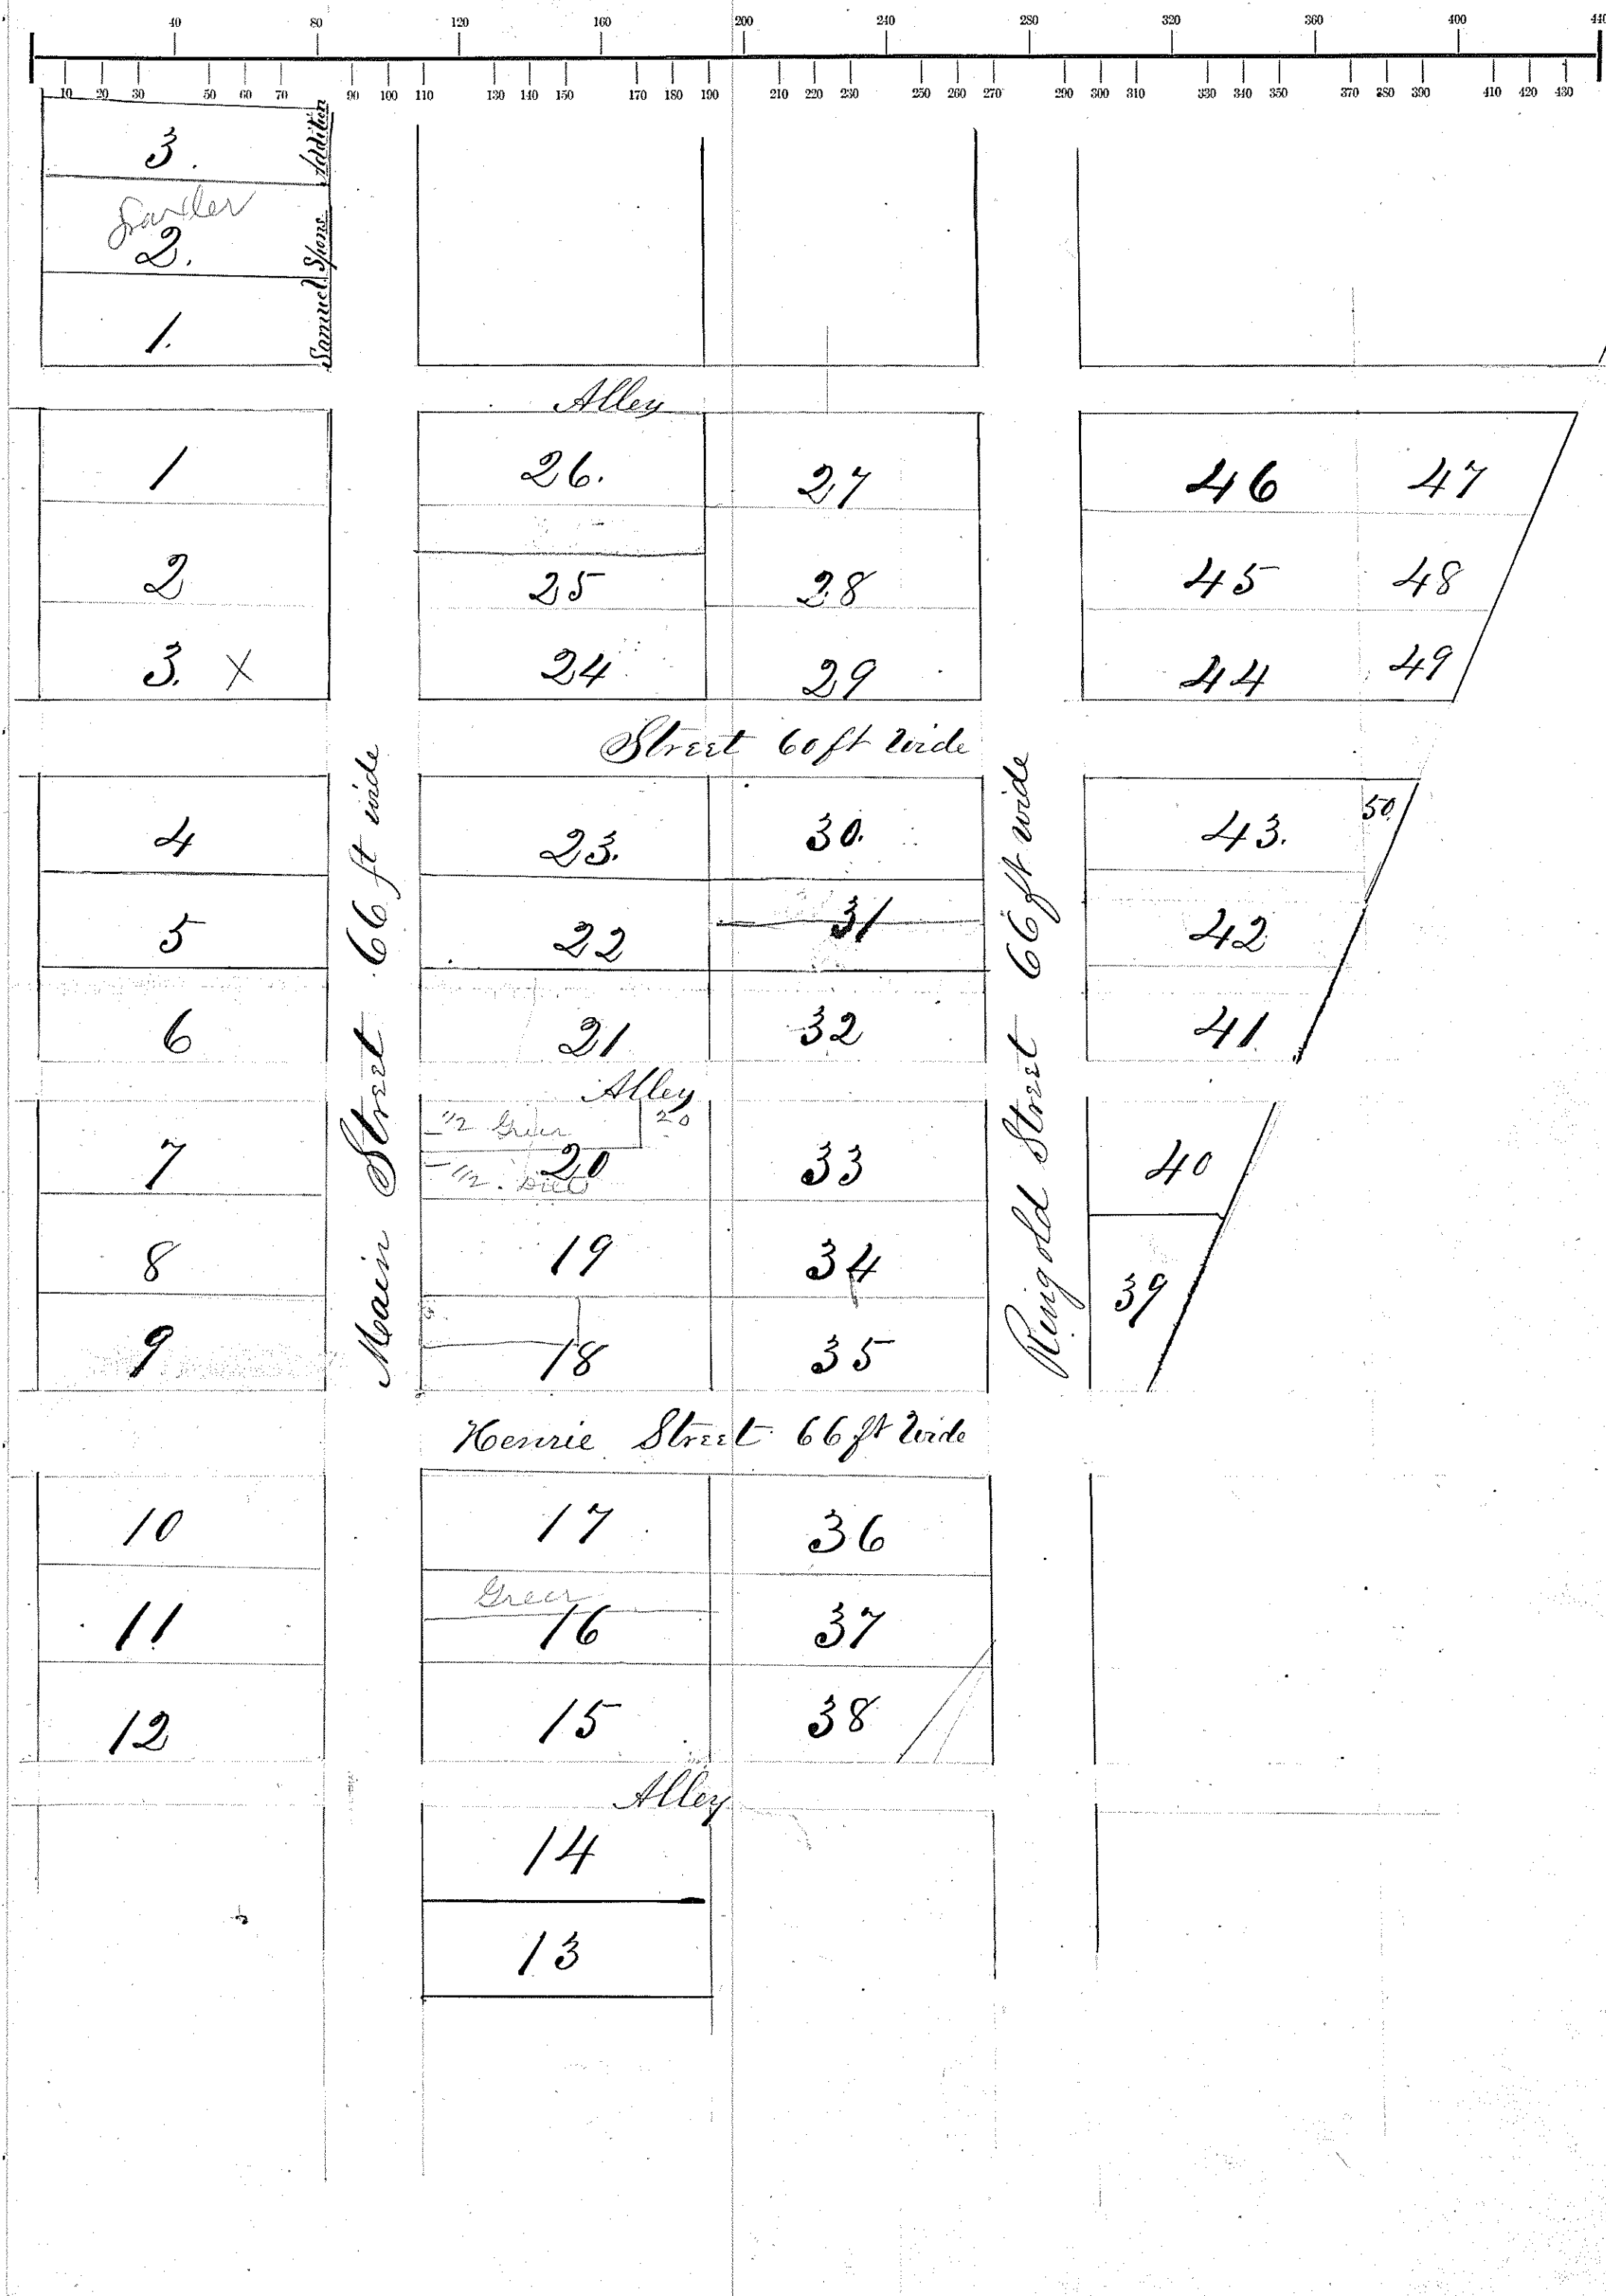 40 80 120 160 200 240 280 320 360 400 440
10 20 30 50 60 70 90 100 110 130 140 150 170 180 190 210 220 230 250 260 270 290 300 310 330 340 350 370 380 390 410 420 430
3.
2.
1.
Samuel Spons. Addition
Alley
1 26. 27 46 47
2 25 28 45 48
3. X 24 29 44 49
Street 60 ft Wide
4 23. 30. 43. 50.
5 22 31 42
6 21 32 41
Main Street 66 ft wide
Ringold Street 66 ft wide
Alley
1/2 Greer 20
7 20 33 40
1/2.
8 19 34 39
9 18 35
Henrie Street 66 ft Wide
10 17 36
Greer
11 16 37
12 15 38
Alley
14
13